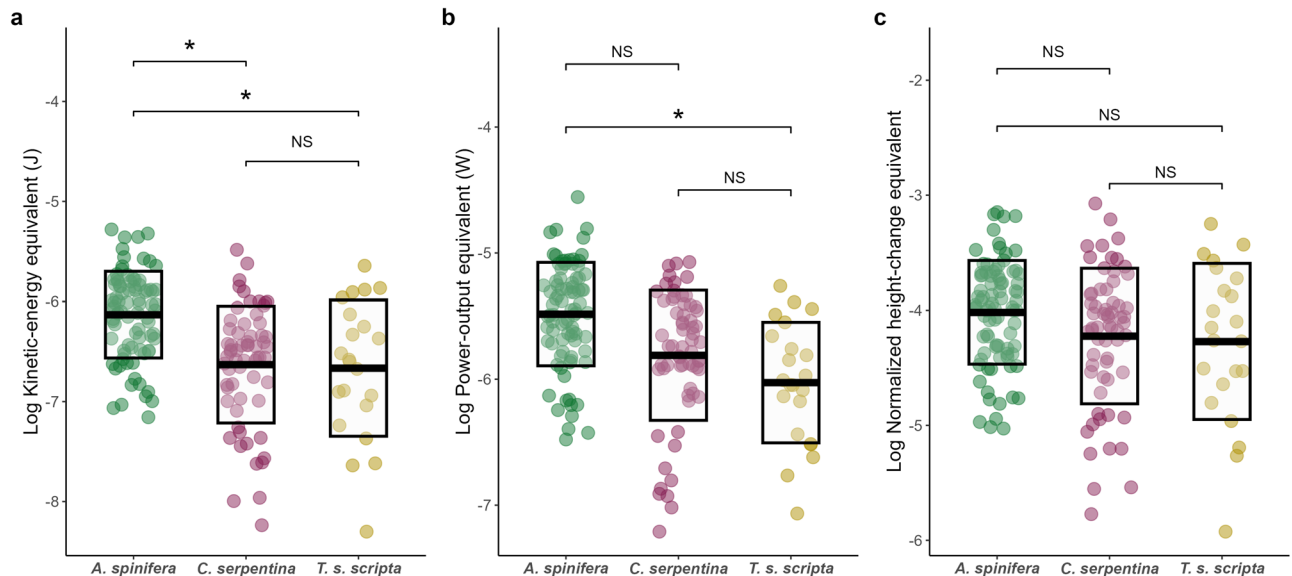 a
Log Kinetic-energy equivalent (J)
-4
-5
-6
-7
-8
*
*
NS
A. spinifera
C. serpentina
T. s. scripta
b
Log Power-output equivalent (W)
-4
-5
-6
-7
NS
*
NS
A. spinifera
C. serpentina
T. s. scripta
c
Log Normalized height-change equivalent
-2
-3
-4
-5
-6
NS
NS
NS
A. spinifera
C. serpentina
T. s. scripta